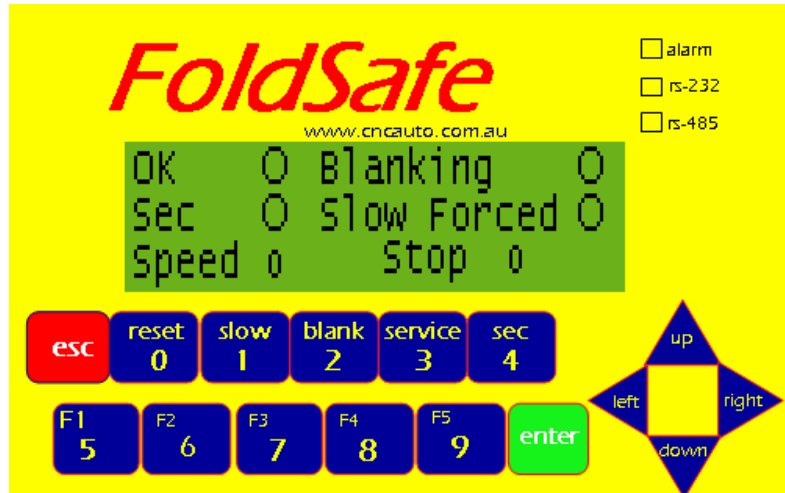 FoldSafe
www.cncauto.com.au
alarm
rs-232
rs-485
OK O Blanking O
Sec O Slow Forced O
Speed 0 Stop 0
esc
reset slow blank service sec
0 1 2 3 4
F1 F2 F3 F4 F5
5 6 7 8 9
enter
up
left right
down